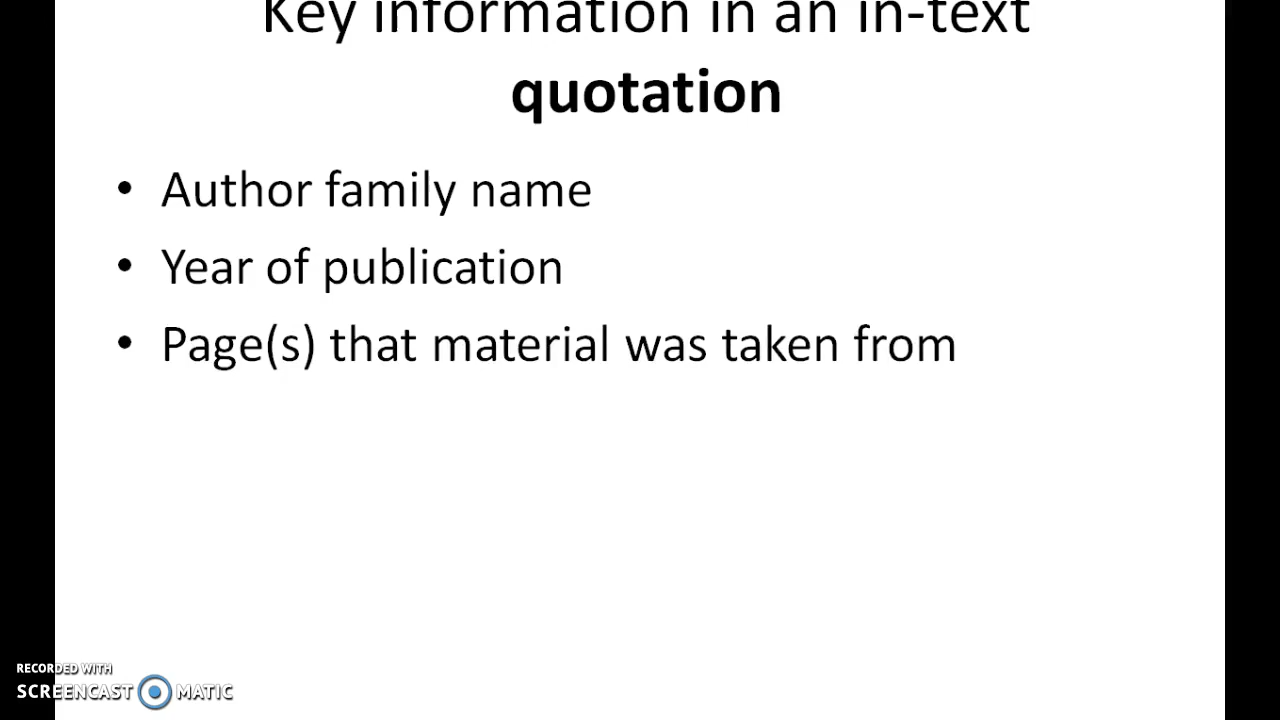 Key information in an in-text
quotation
• Author family name
• Year of publication
• Page(s) that material was taken from
RECORDED WITH
SCREENCAST MATIC